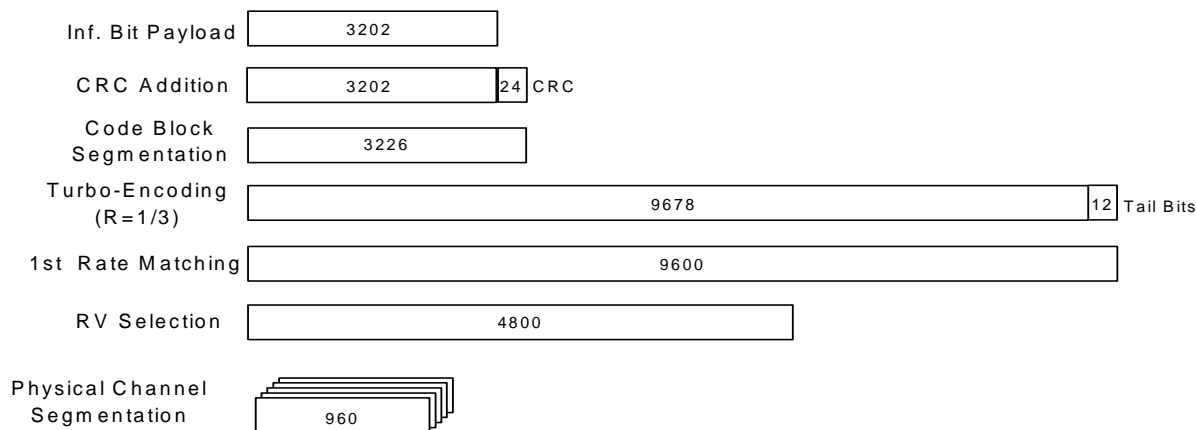 Inf. Bit Payload
3202
CRC Addition
3202
24
CRC
Code Block
Segmentation
3226
Turbo-Encoding
(R=1/3)
9678
12
Tail Bits
1st Rate Matching
9600
RV Selection
4800
Physical Channel
Segmentation
960